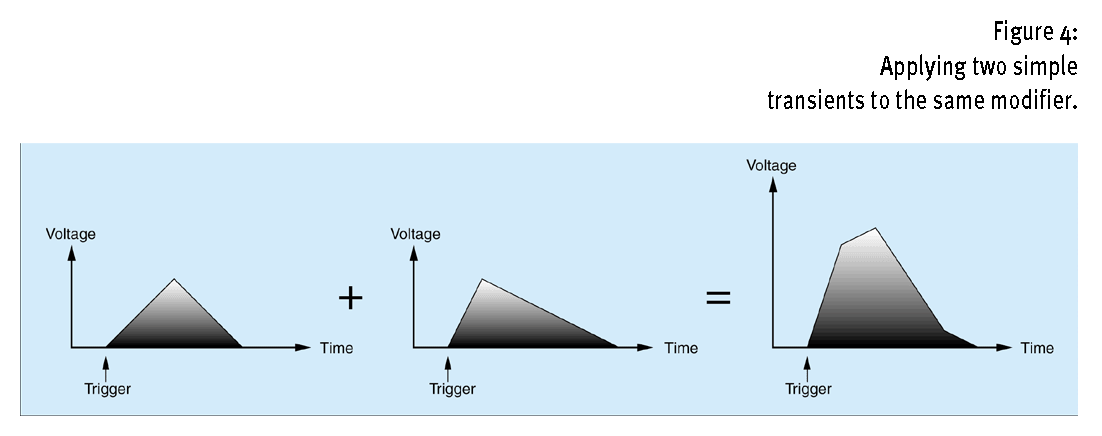 Figure 4:
Applying two simple
transients to the same modifier.
Voltage
Voltage
Voltage
+
=
Time
Time
Time
Trigger
Trigger
Trigger